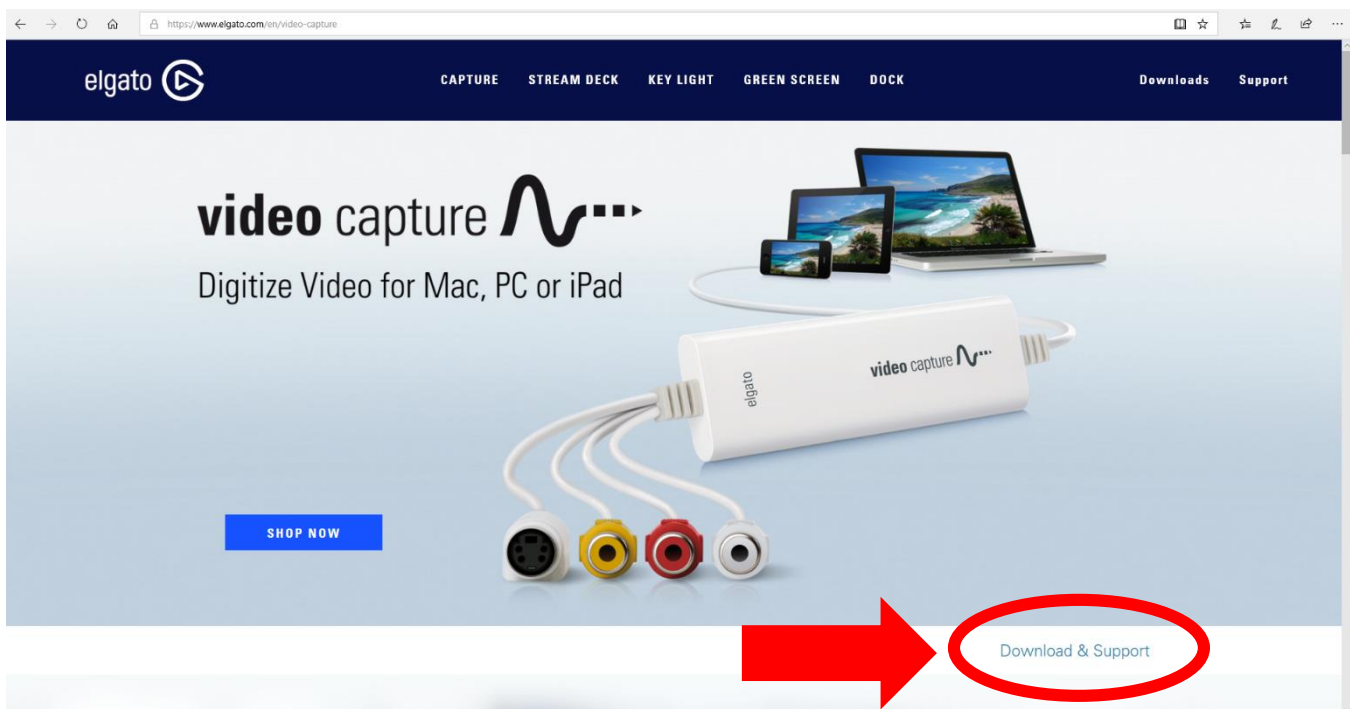 https://www.elgato.com/en/video-capture
elgato
CAPTURE STREAM DECK KEY LIGHT GREEN SCREEN DOCK Downloads Support
video capture
Digitize Video for Mac, PC or iPad
elgato
video capture
SHOP NOW
Download & Support